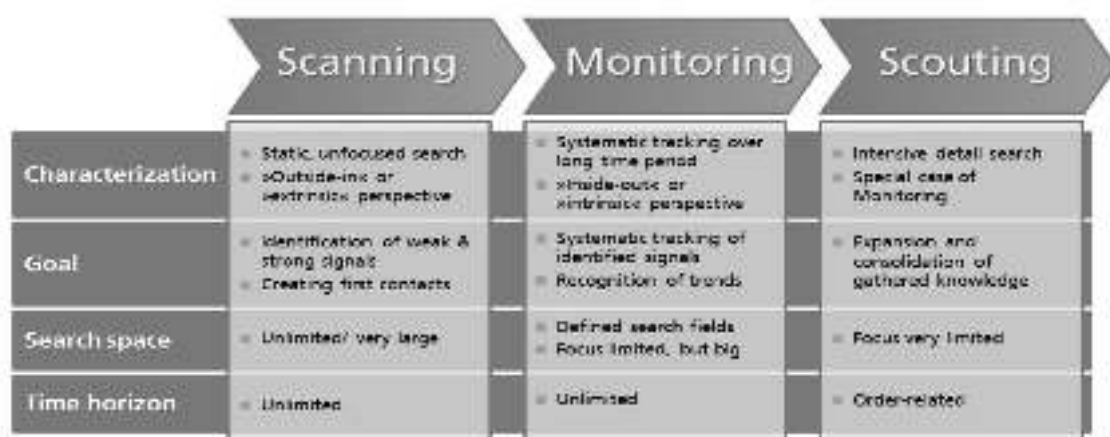 Scanning Monitoring Scouting
Characterization
Static, unfocused search
»Outside-in« or
»extrinsic« perspective
Systematic tracking over
long time period
»Inside-out« or
»intrinsic« perspective
Intensive detail search
Special case of
Monitoring
Goal
Identification of weak &
strong signals
Creating first contacts
Systematic tracking of
identified signals
Recognition of trends
Expansion and
consolidation of
gathered knowledge
Search space
Unlimited/ very large
Defined search fields
Focus limited, but big
Focus very limited
Time horizon
Unlimited
Unlimited
Order-related